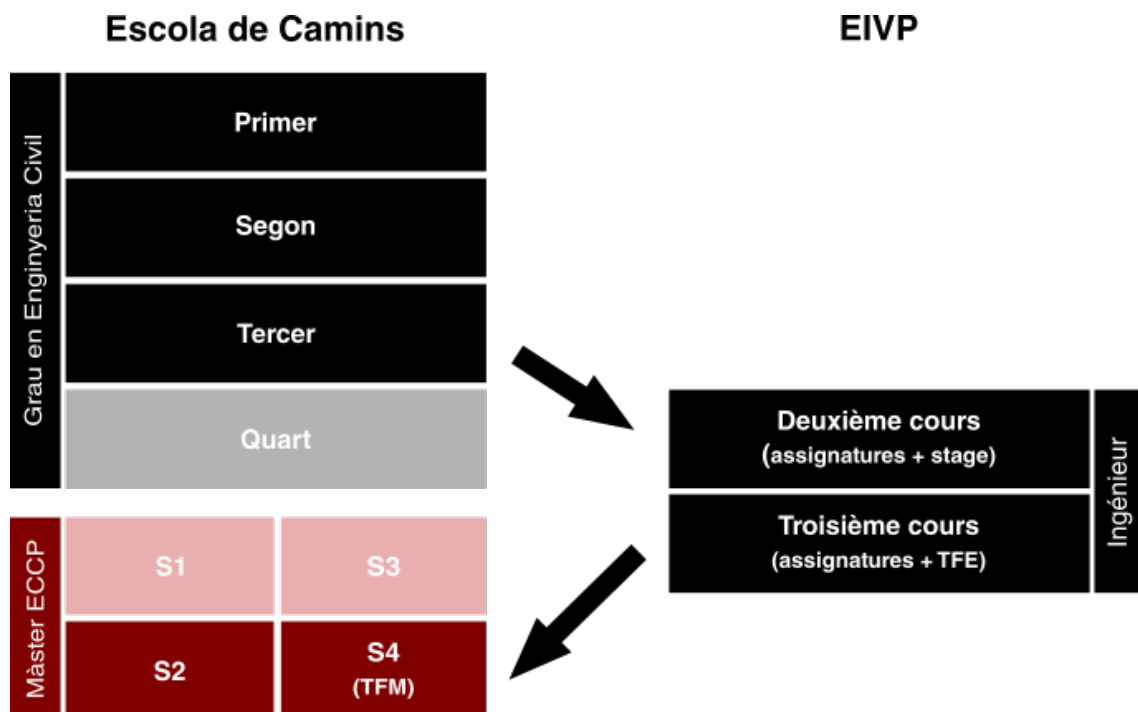 Escola de Camins
EIVP
Grau en Enginyeria Civil
Primer
Segon
Tercer
Quart
Deuxième cours
(assignatures + stage)
Troisième cours
(assignatures + TFE)
Ingénieur
Màster ECCP
S1
S3
S2
S4
(TFM)